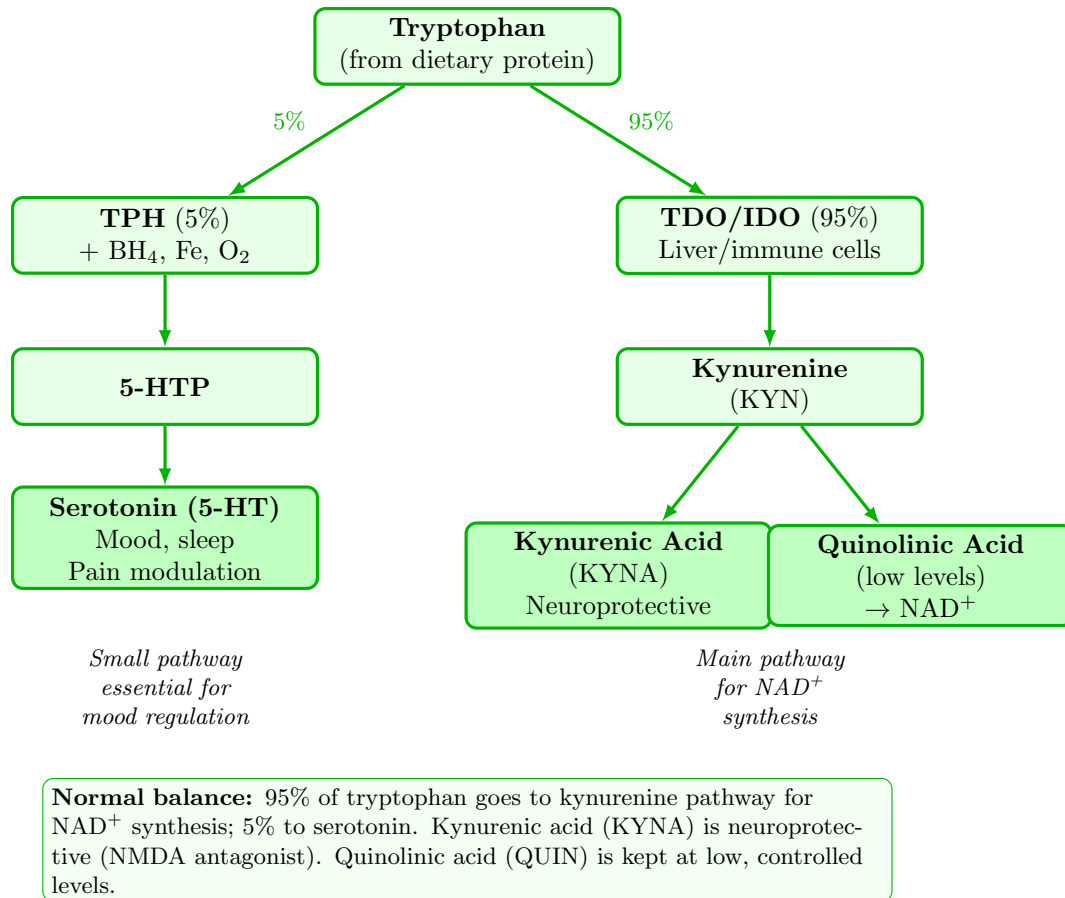 Tryptophan
(from dietary protein)
5%
95%
TPH (5%)
+ BH₄, Fe, O₂
TDO/IDO (95%)
Liver/immune cells
5-HTP
Kynurenine
(KYN)
Serotonin (5-HT)
Mood, sleep
Pain modulation
Kynurenic Acid
(KYNA)
Neuroprotective
Quinolinic Acid
(low levels)
→ NAD⁺
Small pathway
essential for
mood regulation
Main pathway
for NAD⁺
synthesis
Normal balance: 95% of tryptophan goes to kynurenine pathway for
NAD⁺ synthesis; 5% to serotonin. Kynurenic acid (KYNA) is neuroprotec-
tive (NMDA antagonist). Quinolinic acid (QUIN) is kept at low, controlled
levels.